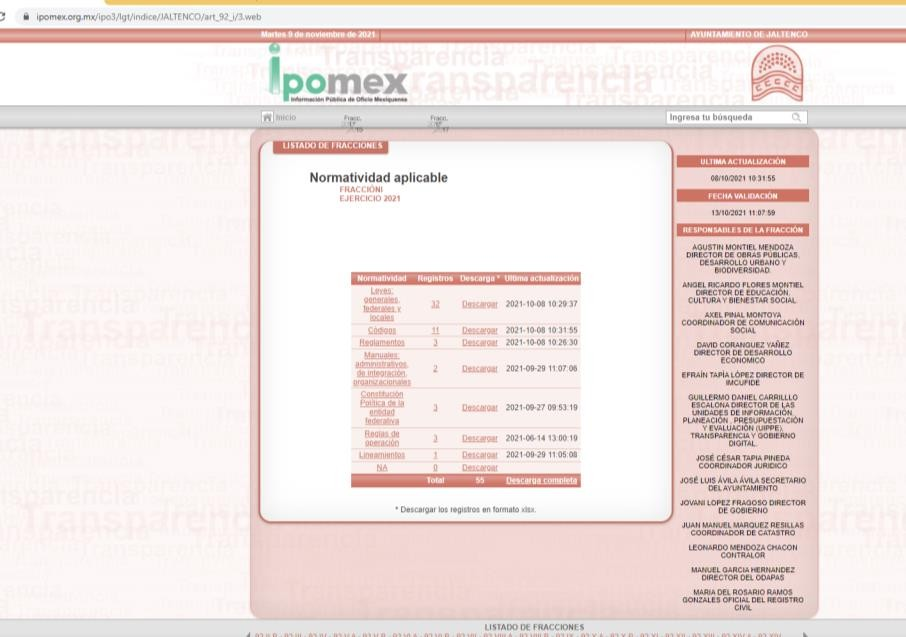 ipomex.org.mx/ipo3/lgt/indice/JALTENCO/art_92_i/3.web
Martes 9 de noviembre de 2021
AYUNTAMIENTO DE JALTENCO
ipomex
Información Pública de Oficio Mexiquense
Inicio
Fracc.
Fracc.
Ingresa tu búsqueda
LISTADO DE FRACCIONES
Normatividad aplicable
FRACCIÓNI
EJERCICIO 2021
Normatividad Registros Descarga * Ultima actualización
Leyes:
generales,
federales y
locales
32 Descargar 2021-10-08 10:29:37
Códigos 11 Descargar 2021-10-08 10:31:55
Reglamentos 3 Descargar 2021-10-08 10:26:30
Manuales:
administrativos,
de integración,
organizacionales
2 Descargar 2021-09-29 11:07:06
Constitución
Política de la
entidad
federativa
3 Descargar 2021-09-27 09:53:19
Reglas de
operación
3 Descargar 2021-06-14 13:00:19
Lineamientos 1 Descargar 2021-09-29 11:05:08
NA 0 Descargar
Total 55 Descarga completa
* Descargar los registros en formato xlsx.
ULTIMA ACTUALIZACIÓN
08/10/2021 10:31:55
FECHA VALIDACIÓN
13/10/2021 11:07:59
RESPONSABLES DE LA FRACCIÓN
AGUSTIN MONTIEL MENDOZA
DIRECTOR DE OBRAS PÚBLICAS,
DESARROLLO URBANO Y
BIODIVERSIDAD.
ANGEL RICARDO FLORES MONTIEL
DIRECTOR DE EDUCACIÓN,
CULTURA Y BIENESTAR SOCIAL
AXEL PINAL MONTOYA
COORDINADOR DE COMUNICACIÓN
SOCIAL
DAVID CORANGUEZ YAÑEZ
DIRECTOR DE DESARROLLO
ECONOMICO
EFRAÍN TAPÍA LÓPEZ DIRECTOR DE
IMCUFIDE
GUILLERMO DANIEL CARRILLLO
ESCALONA DIRECTOR DE LAS
UNIDADES DE INFORMACIÓN,
PLANEACIÓN , PRESUPUESTACIÓN
Y EVALUACIÓN (UIPPE),
TRANSPARENCIA Y GOBIERNO
DIGITAL.
JOSÉ CÉSAR TAPIA PINEDA
COORDINADOR JURIDICO
JOSÉ LUIS ÁVILA ÁVILA SECRETARIO
DEL AYUNTAMIENTO
JOVANI LOPEZ FRAGOSO DIRECTOR
DE GOBIERNO
JUAN MANUEL MARQUEZ RESILLAS
COORDINADOR DE CATASTRO
LEONARDO MENDOZA CHACON
CONTRALOR
MANUEL GARCIA HERNANDEZ
DIRECTOR DEL ODAPAS
MARIA DEL ROSARIO RAMOS
GONZALES OFICIAL DEL REGISTRO
CIVIL
LISTADO DE FRACCIONES